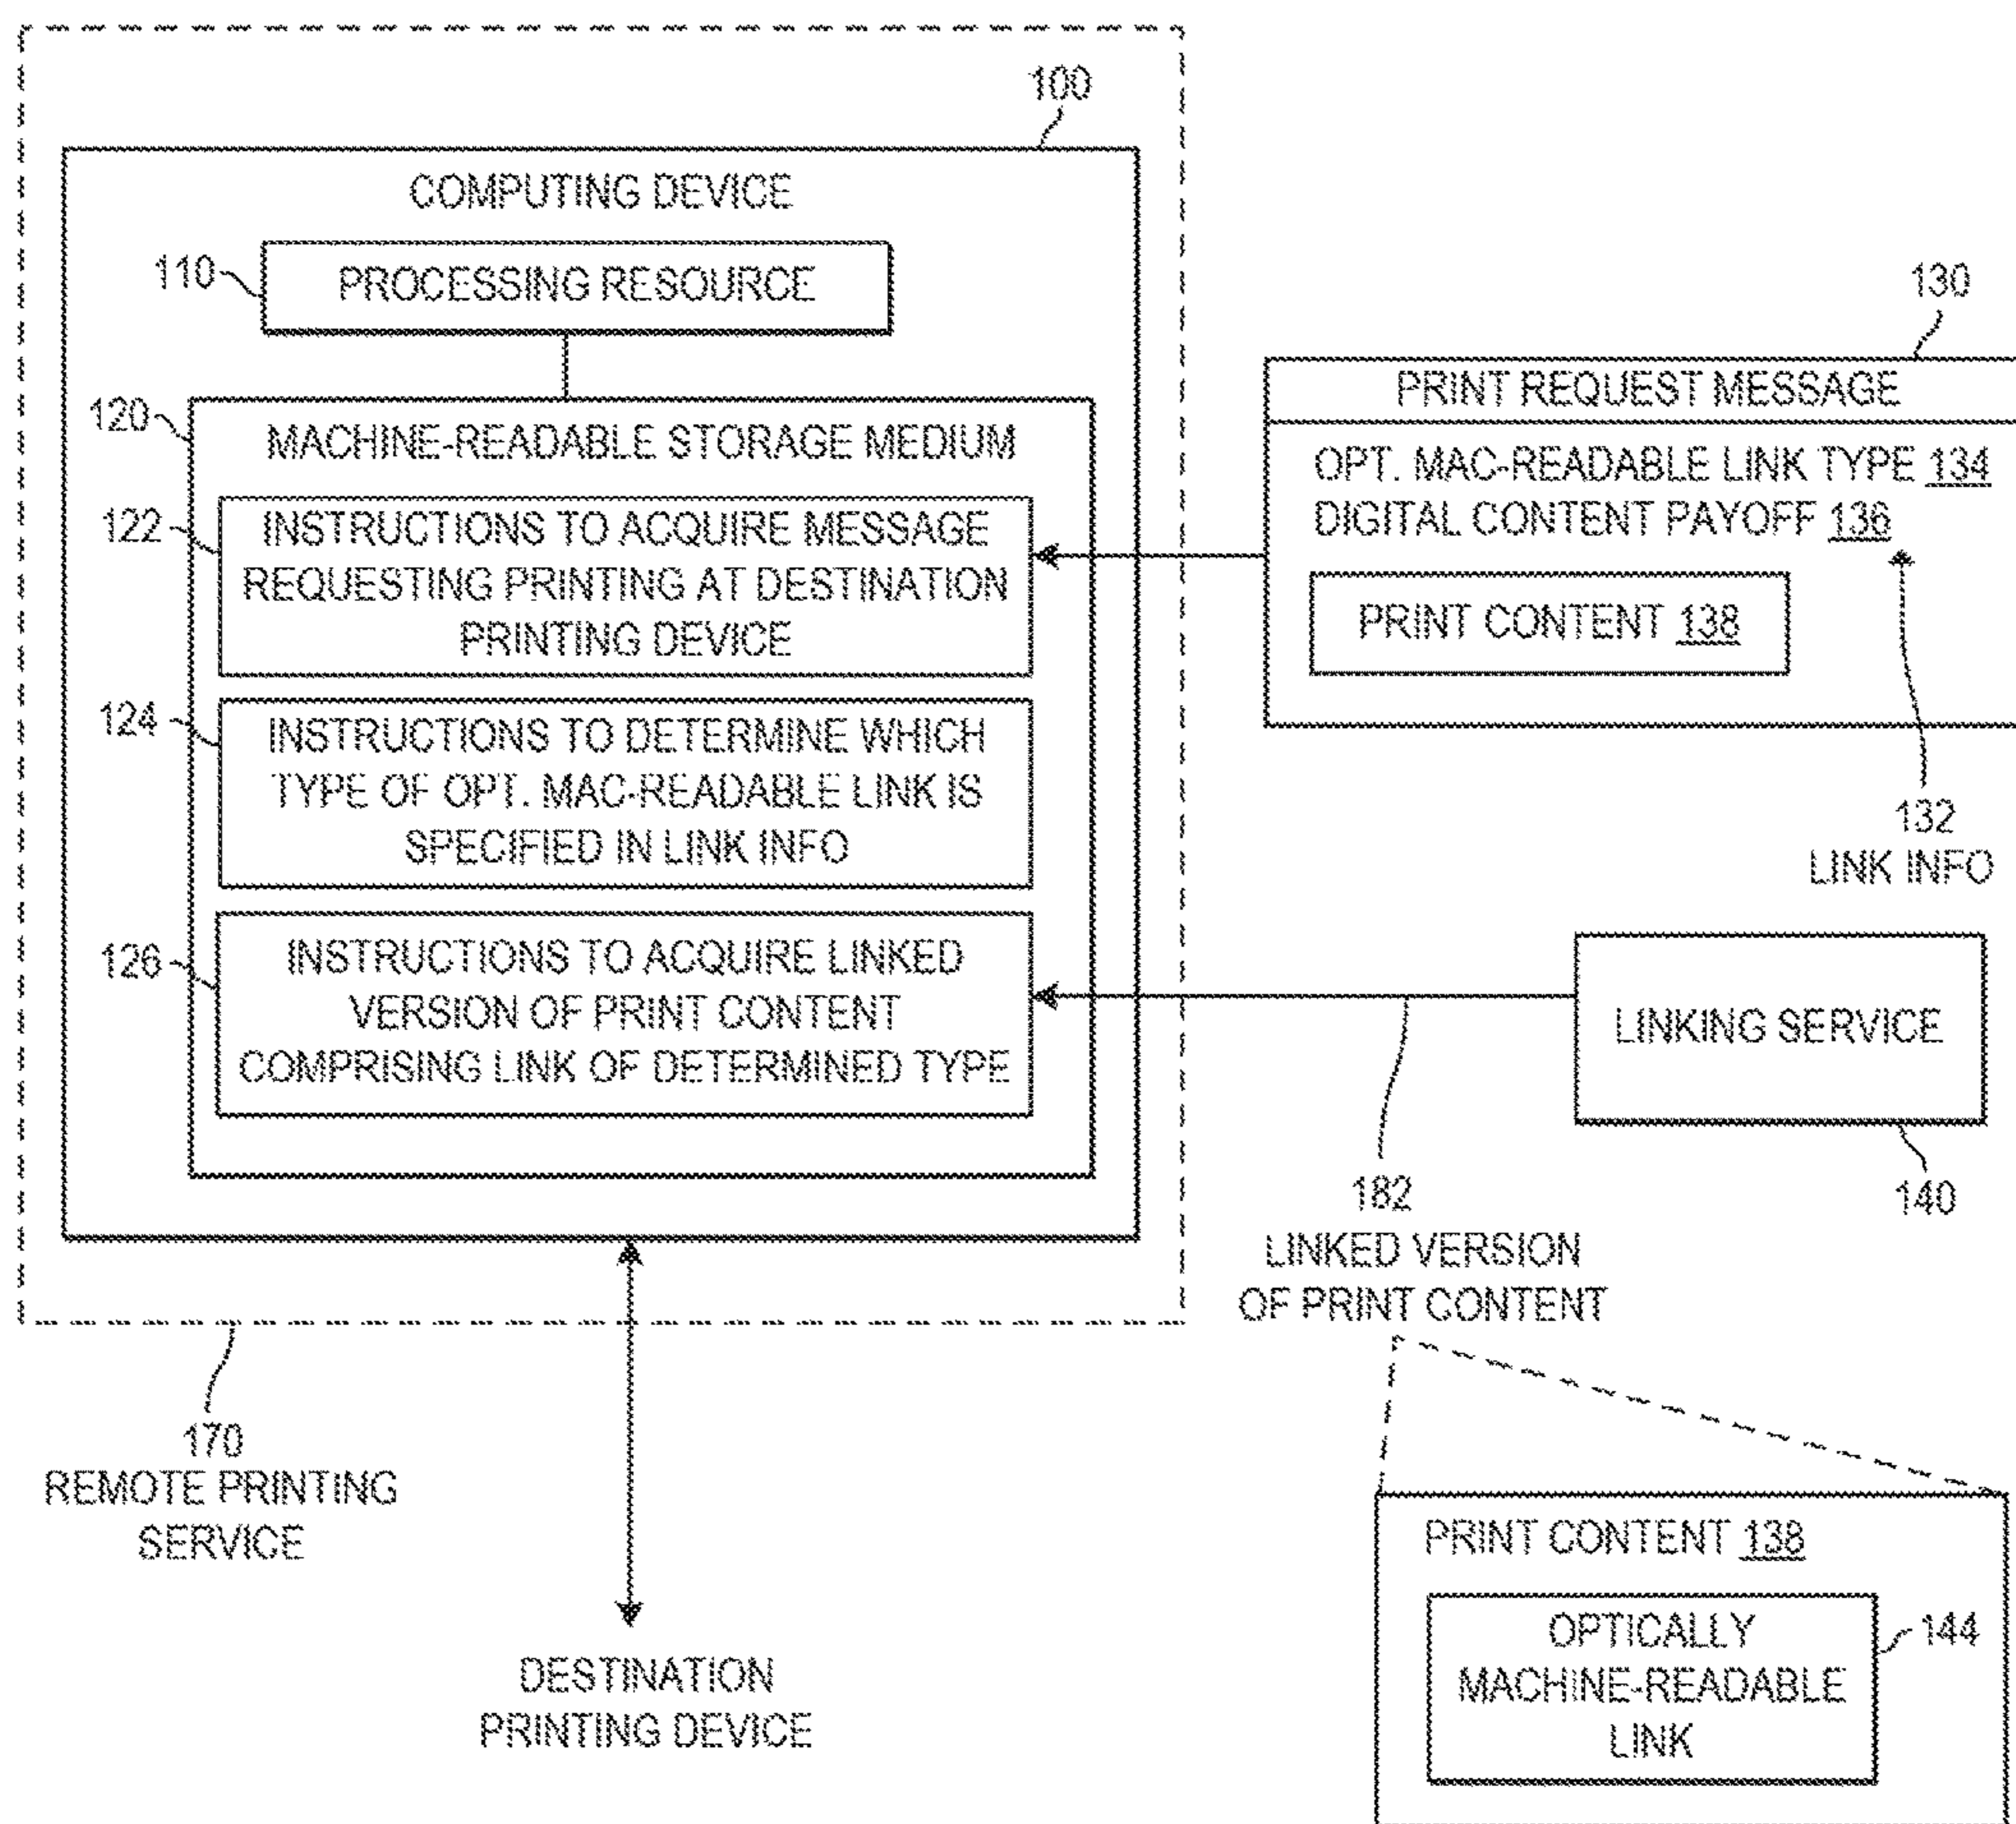 100
COMPUTING DEVICE
110
PROCESSING RESOURCE
120
MACHINE-READABLE STORAGE MEDIUM
122
INSTRUCTIONS TO ACQUIRE MESSAGE
REQUESTING PRINTING AT DESTINATION
PRINTING DEVICE
124
INSTRUCTIONS TO DETERMINE WHICH
TYPE OF OPT. MAC-READABLE LINK IS
SPECIFIED IN LINK INFO
126
INSTRUCTIONS TO ACQUIRE LINKED
VERSION OF PRINT CONTENT
COMPRISING LINK OF DETERMINED TYPE
130
PRINT REQUEST MESSAGE
OPT. MAC-READABLE LINK TYPE 134
DIGITAL CONTENT PAYOFF 136
PRINT CONTENT 138
132
LINK INFO
LINKING SERVICE
140
182
LINKED VERSION
OF PRINT CONTENT
170
REMOTE PRINTING
SERVICE
DESTINATION
PRINTING DEVICE
PRINT CONTENT 138
OPTICALLY
MACHINE-READABLE
LINK
144